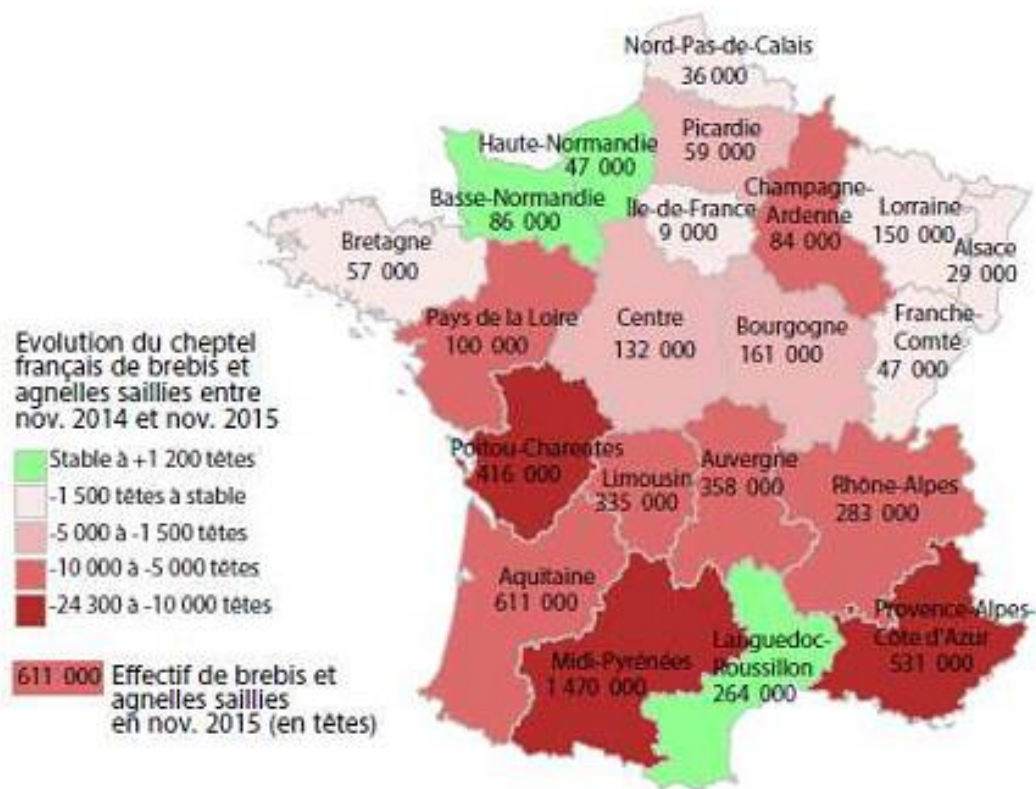 Nord-Pas-de-Calais
36 000
Picardie
59 000
Haute-Normandie
47 000
Basse-Normandie
86 000
Île-de-France
9 000
Champagne-
Ardenne
84 000
Lorraine
150 000
Alsace
29 000
Bretagne
57 000
Pays de la Loire
100 000
Centre
132 000
Bourgogne
161 000
Franche-
Comté
47 000
Poitou-Charentes
416 000
Limousin
335 000
Auvergne
358 000
Rhône-Alpes
283 000
Aquitaine
611 000
Midi-Pyrénées
1 470 000
Languedoc-
Roussillon
264 000
Provence-Alpes-
Côte d'Azur
531 000
Evolution du cheptel
français de brebis et
agnelles saillies entre
nov. 2014 et nov. 2015
Stable à +1 200 têtes
-1 500 têtes à stable
-5 000 à -1 500 têtes
-10 000 à -5 000 têtes
-24 300 à -10 000 têtes
611 000 Effectif de brebis et
agnelles saillies
en nov. 2015 (en têtes)